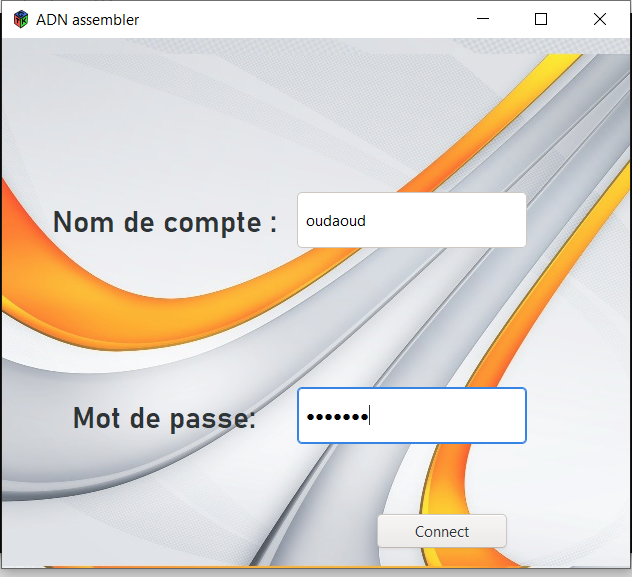 ADN assembler
Nom de compte : oudaoud
Mot de passe: •••••••
Connect